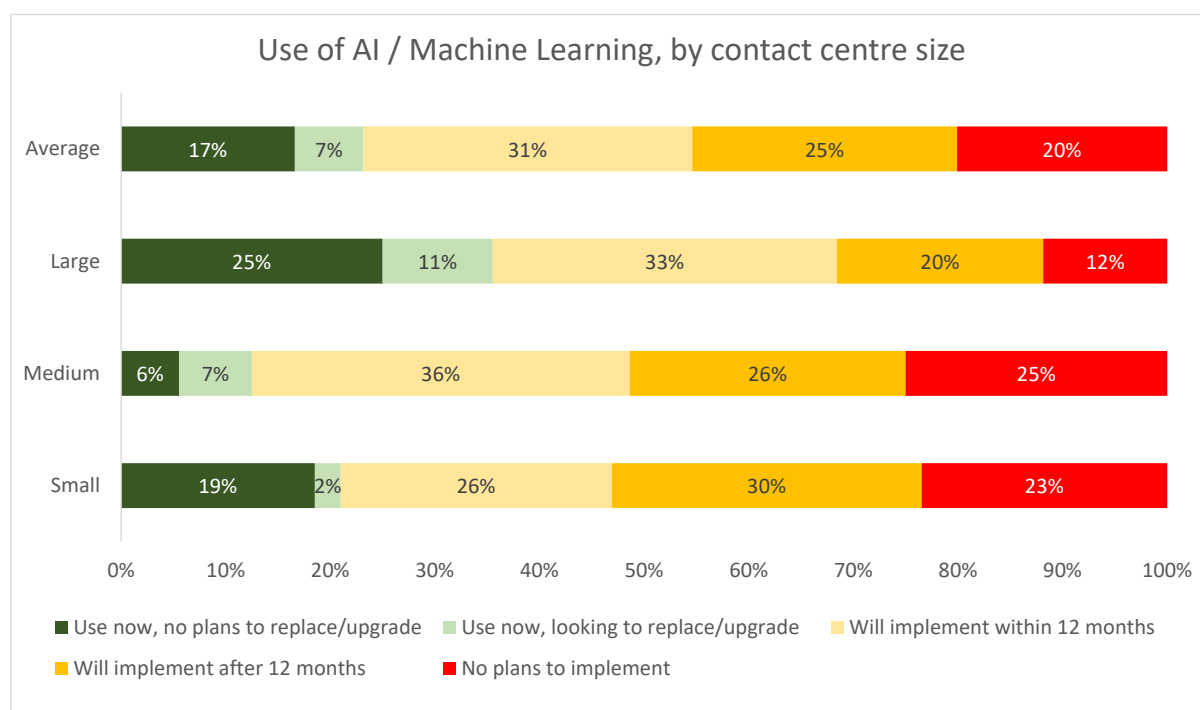 Use of AI / Machine Learning, by contact centre size
Average 17% 7% 31% 25% 20%
Large 25% 11% 33% 20% 12%
Medium 6% 7% 36% 26% 25%
Small 19% 2% 26% 30% 23%
0% 10% 20% 30% 40% 50% 60% 70% 80% 90% 100%
Use now, no plans to replace/upgrade Use now, looking to replace/upgrade Will implement within 12 months
Will implement after 12 months No plans to implement